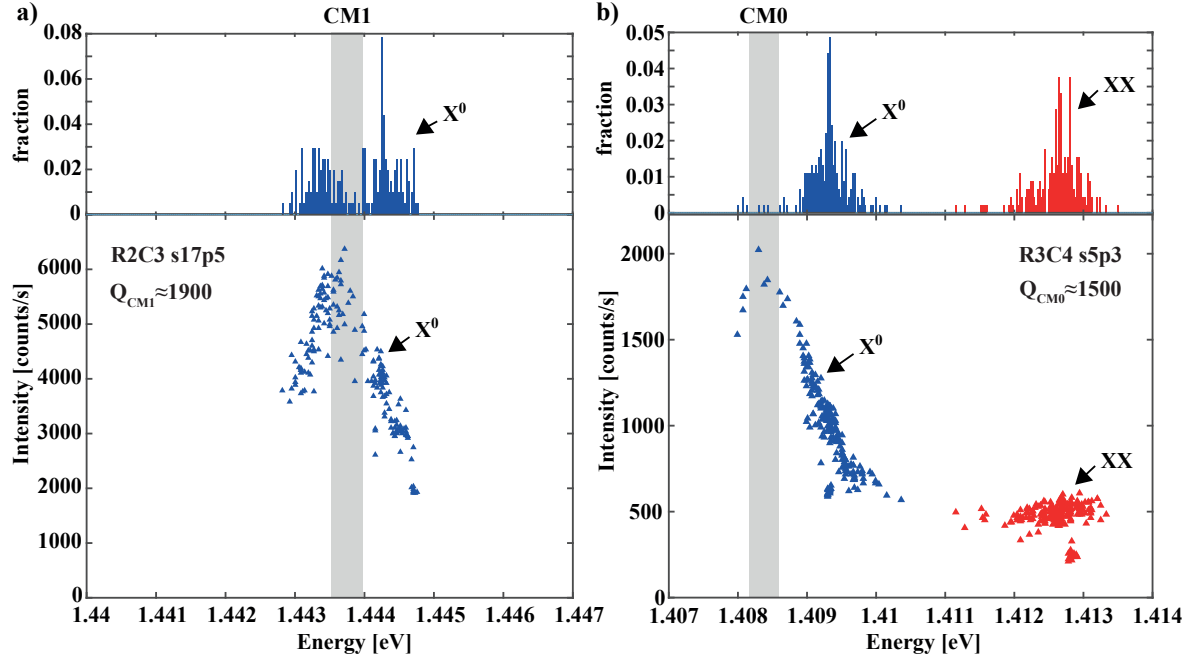 a)
CM1
0.08
0.06
0.04
0.02
0
fraction
X⁰
R2C3 s17p5
Q_CM1≈1900
X⁰
6000
5000
4000
3000
2000
1000
0
Intensity [counts/s]
1.44 1.441 1.442 1.443 1.444 1.445 1.446 1.447
Energy [eV]
b)
CM0
0.05
0.04
0.03
0.02
0.01
0
fraction
X⁰
XX
R3C4 s5p3
Q_CM0≈1500
X⁰
XX
2000
1500
1000
500
0
Intensity [counts/s]
1.407 1.408 1.409 1.41 1.411 1.412 1.413 1.414
Energy [eV]